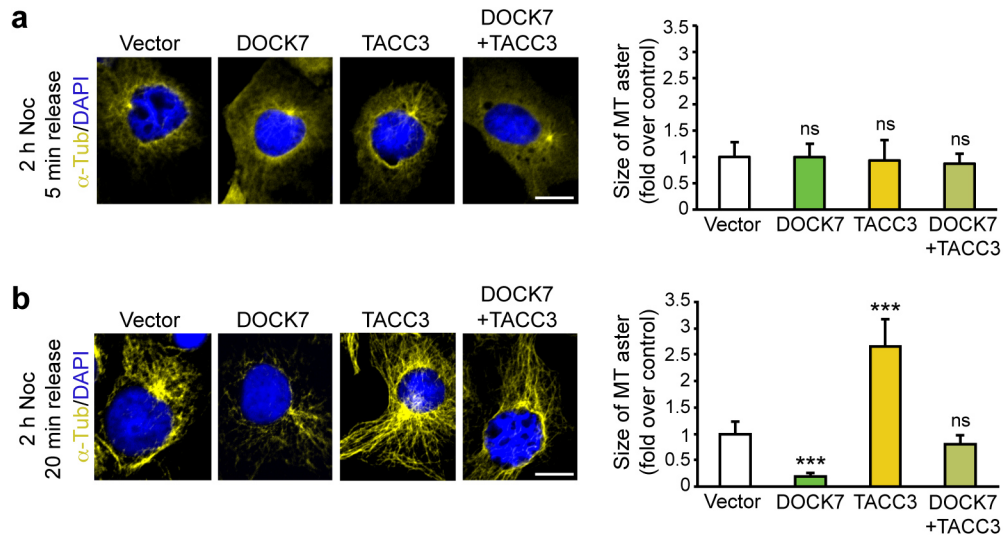 a
Vector
DOCK7
TACC3
DOCK7
+TACC3
2 h Noc
5 min release
α-Tub/DAPI
Size of MT aster
(fold over control)
3.5
3
2.5
2
1.5
1
0.5
0
ns
ns
ns
Vector
DOCK7
TACC3
DOCK7
+TACC3
b
Vector
DOCK7
TACC3
DOCK7
+TACC3
2 h Noc
20 min release
α-Tub/DAPI
Size of MT aster
(fold over control)
3.5
3
2.5
2
1.5
1
0.5
0
***
***
ns
Vector
DOCK7
TACC3
DOCK7
+TACC3